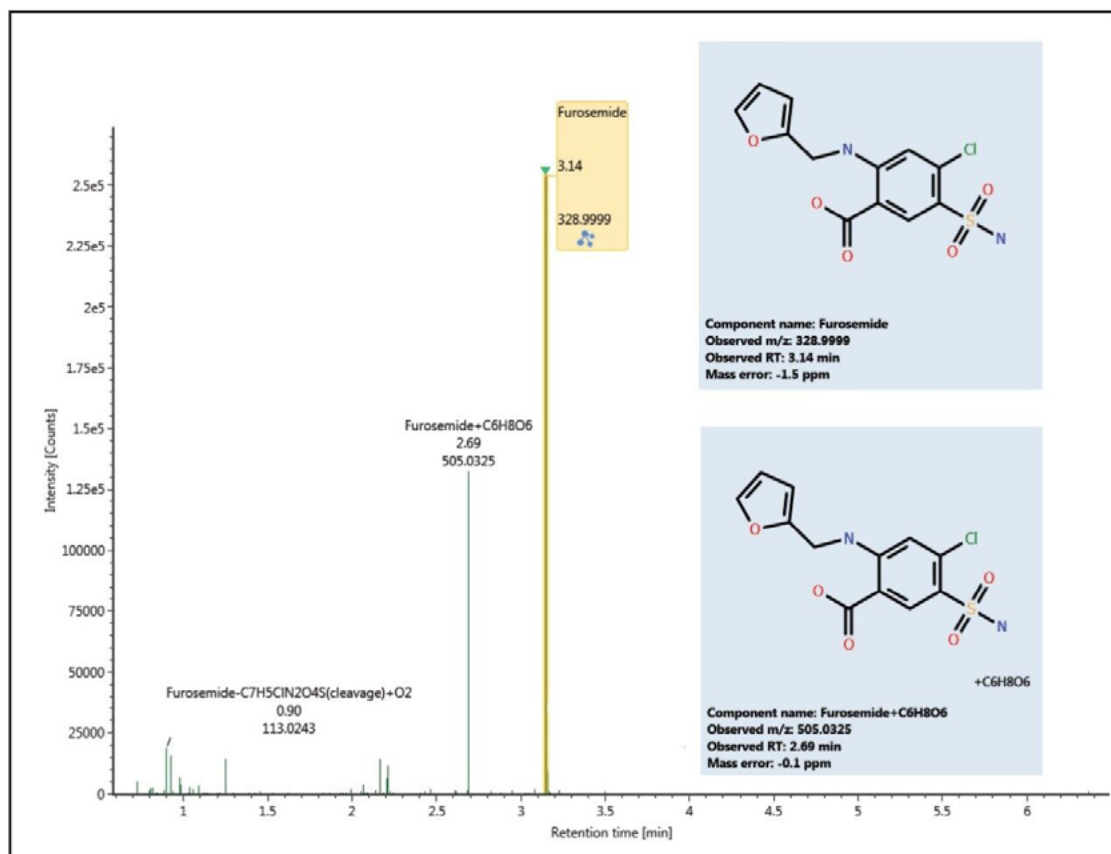 Furosemide
3.14
328.9999
Furosemide+C6H8O6
2.69
505.0325
Furosemide-C7H5ClN2O4S(cleavage)+O2
0.90
113.0243
Intensity [Counts]
2.5e5
2.25e5
2e5
1.75e5
1.5e5
1.25e5
100000
75000
50000
25000
0
1
1.5
2
2.5
3
3.5
4
4.5
5
5.5
6
Retention time [min]
O
N
Cl
O
O
S
O
O
N
Component name: Furosemide
Observed m/z: 328.9999
Observed RT: 3.14 min
Mass error: -1.5 ppm
O
N
Cl
O
O
S
O
O
N
+C6H8O6
Component name: Furosemide+C6H8O6
Observed m/z: 505.0325
Observed RT: 2.69 min
Mass error: -0.1 ppm